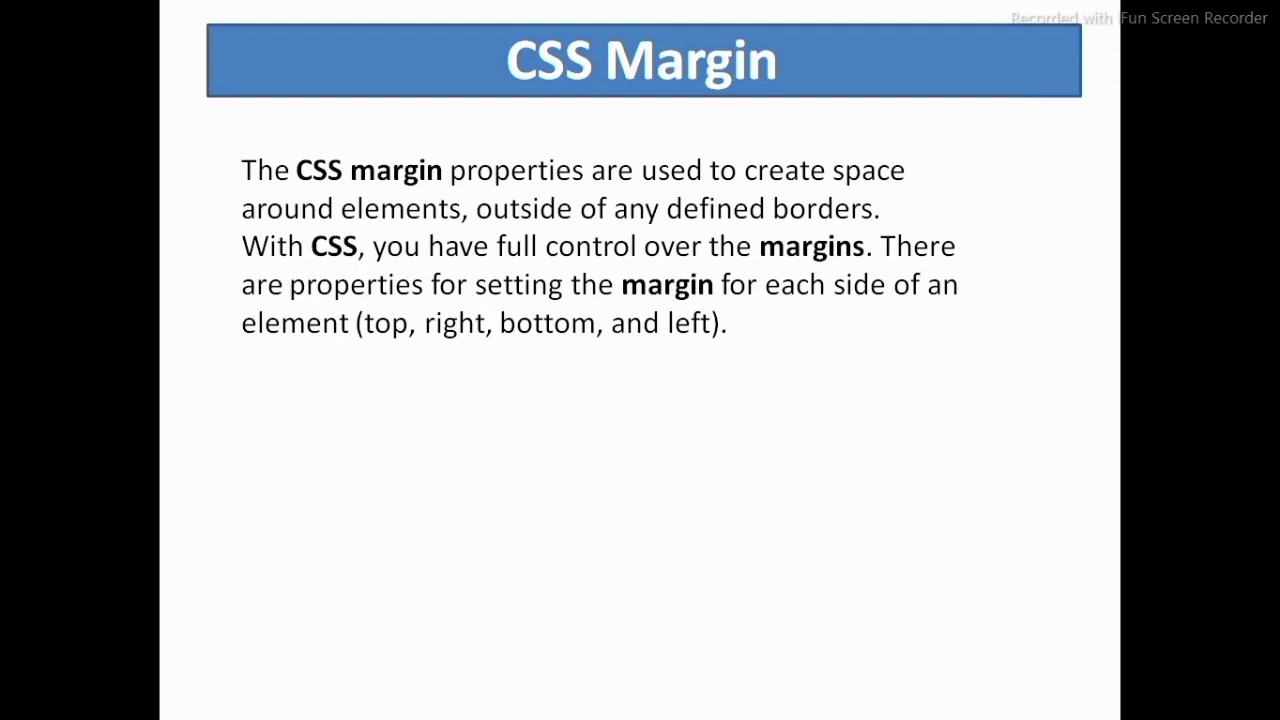 Recorded with iFun Screen Recorder
CSS Margin
The CSS margin properties are used to create space
around elements, outside of any defined borders.
With CSS, you have full control over the margins. There
are properties for setting the margin for each side of an
element (top, right, bottom, and left).